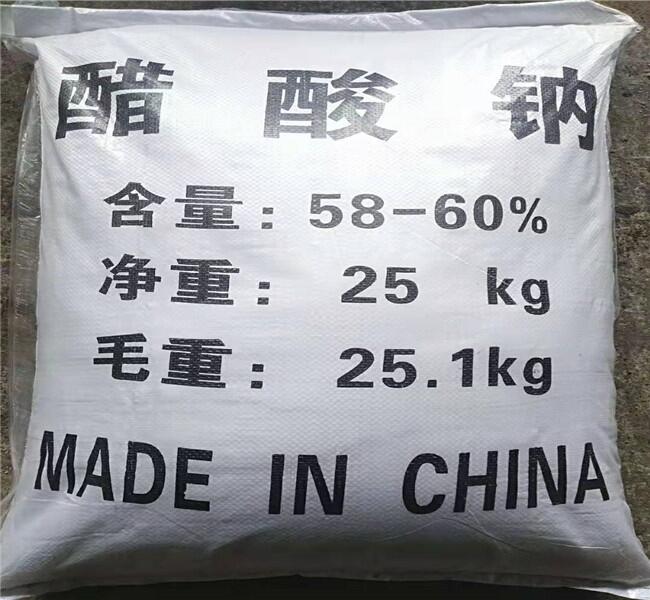 醋酸钠
含量：58-60%
净重：25 kg
毛重：25.1kg
MADE IN CHINA